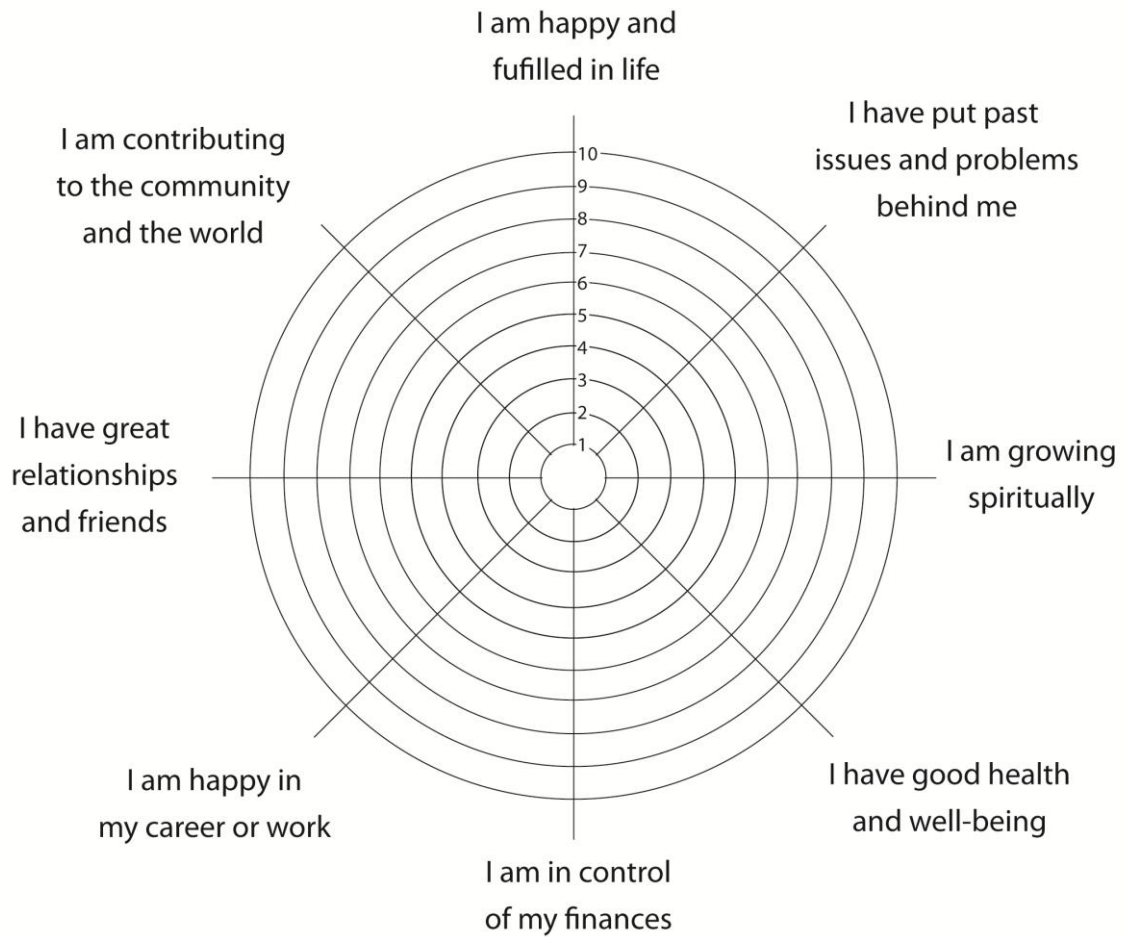 I am happy and
fufilled in life
I have put past
issues and problems
behind me
I am growing
spiritually
I have good health
and well-being
I am in control
of my finances
I am happy in
my career or work
I have great
relationships
and friends
I am contributing
to the community
and the world
10
9
8
7
6
5
4
3
2
1